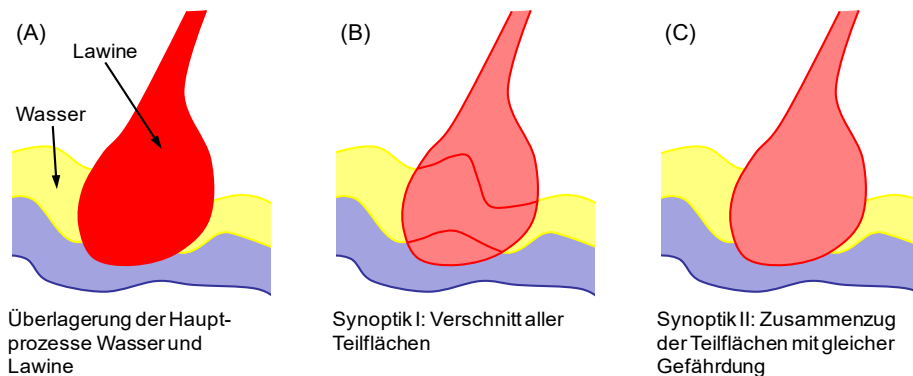 (A)
Lawine
Wasser
Überlagerung der Haupt-
prozesse Wasser und
Lawine
(B)
Synoptik I: Verschnitt aller
Teilflächen
(C)
Synoptik II: Zusammenzug
der Teilflächen mit gleicher
Gefährdung